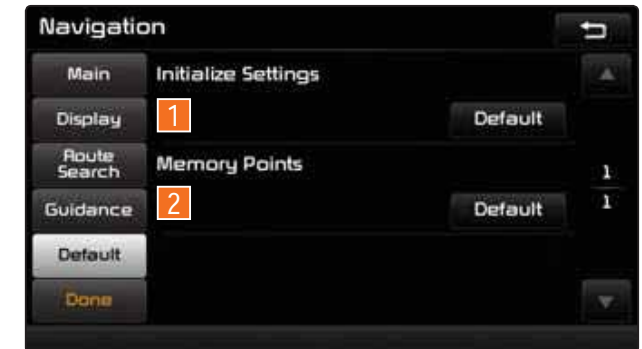 Navigation
Main
Initialize Settings
Display
1
Default
Route
Search
Memory Points
1
Guidance
2
Default
1
Default
Done